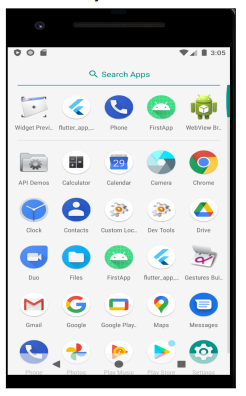 3:05
Search Apps
Widget Previ.. flutter_app_... Phone FirstApp WebView Br..
API Demos Calculator Calendar Camera Chrome
29
Clock Contacts Custom Loc.. Dev Tools Drive
Duo Files FirstApp flutter_app_... Gestures Bui..
Gmail Google Google Play.. Maps Messages
Phone Photos Play Music Play Store Settings